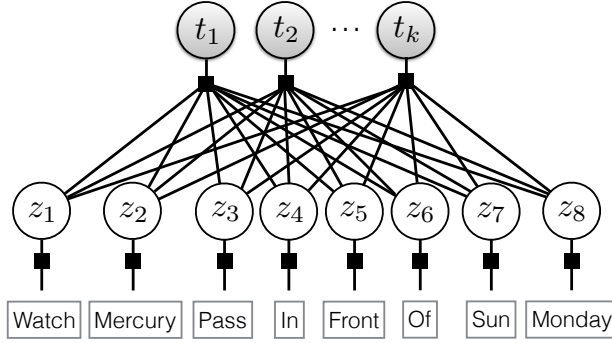 t₁ t₂ ⋯ tₖ
z₁ z₂ z₃ z₄ z₅ z₆ z₇ z₈
Watch Mercury Pass In Front Of Sun Monday